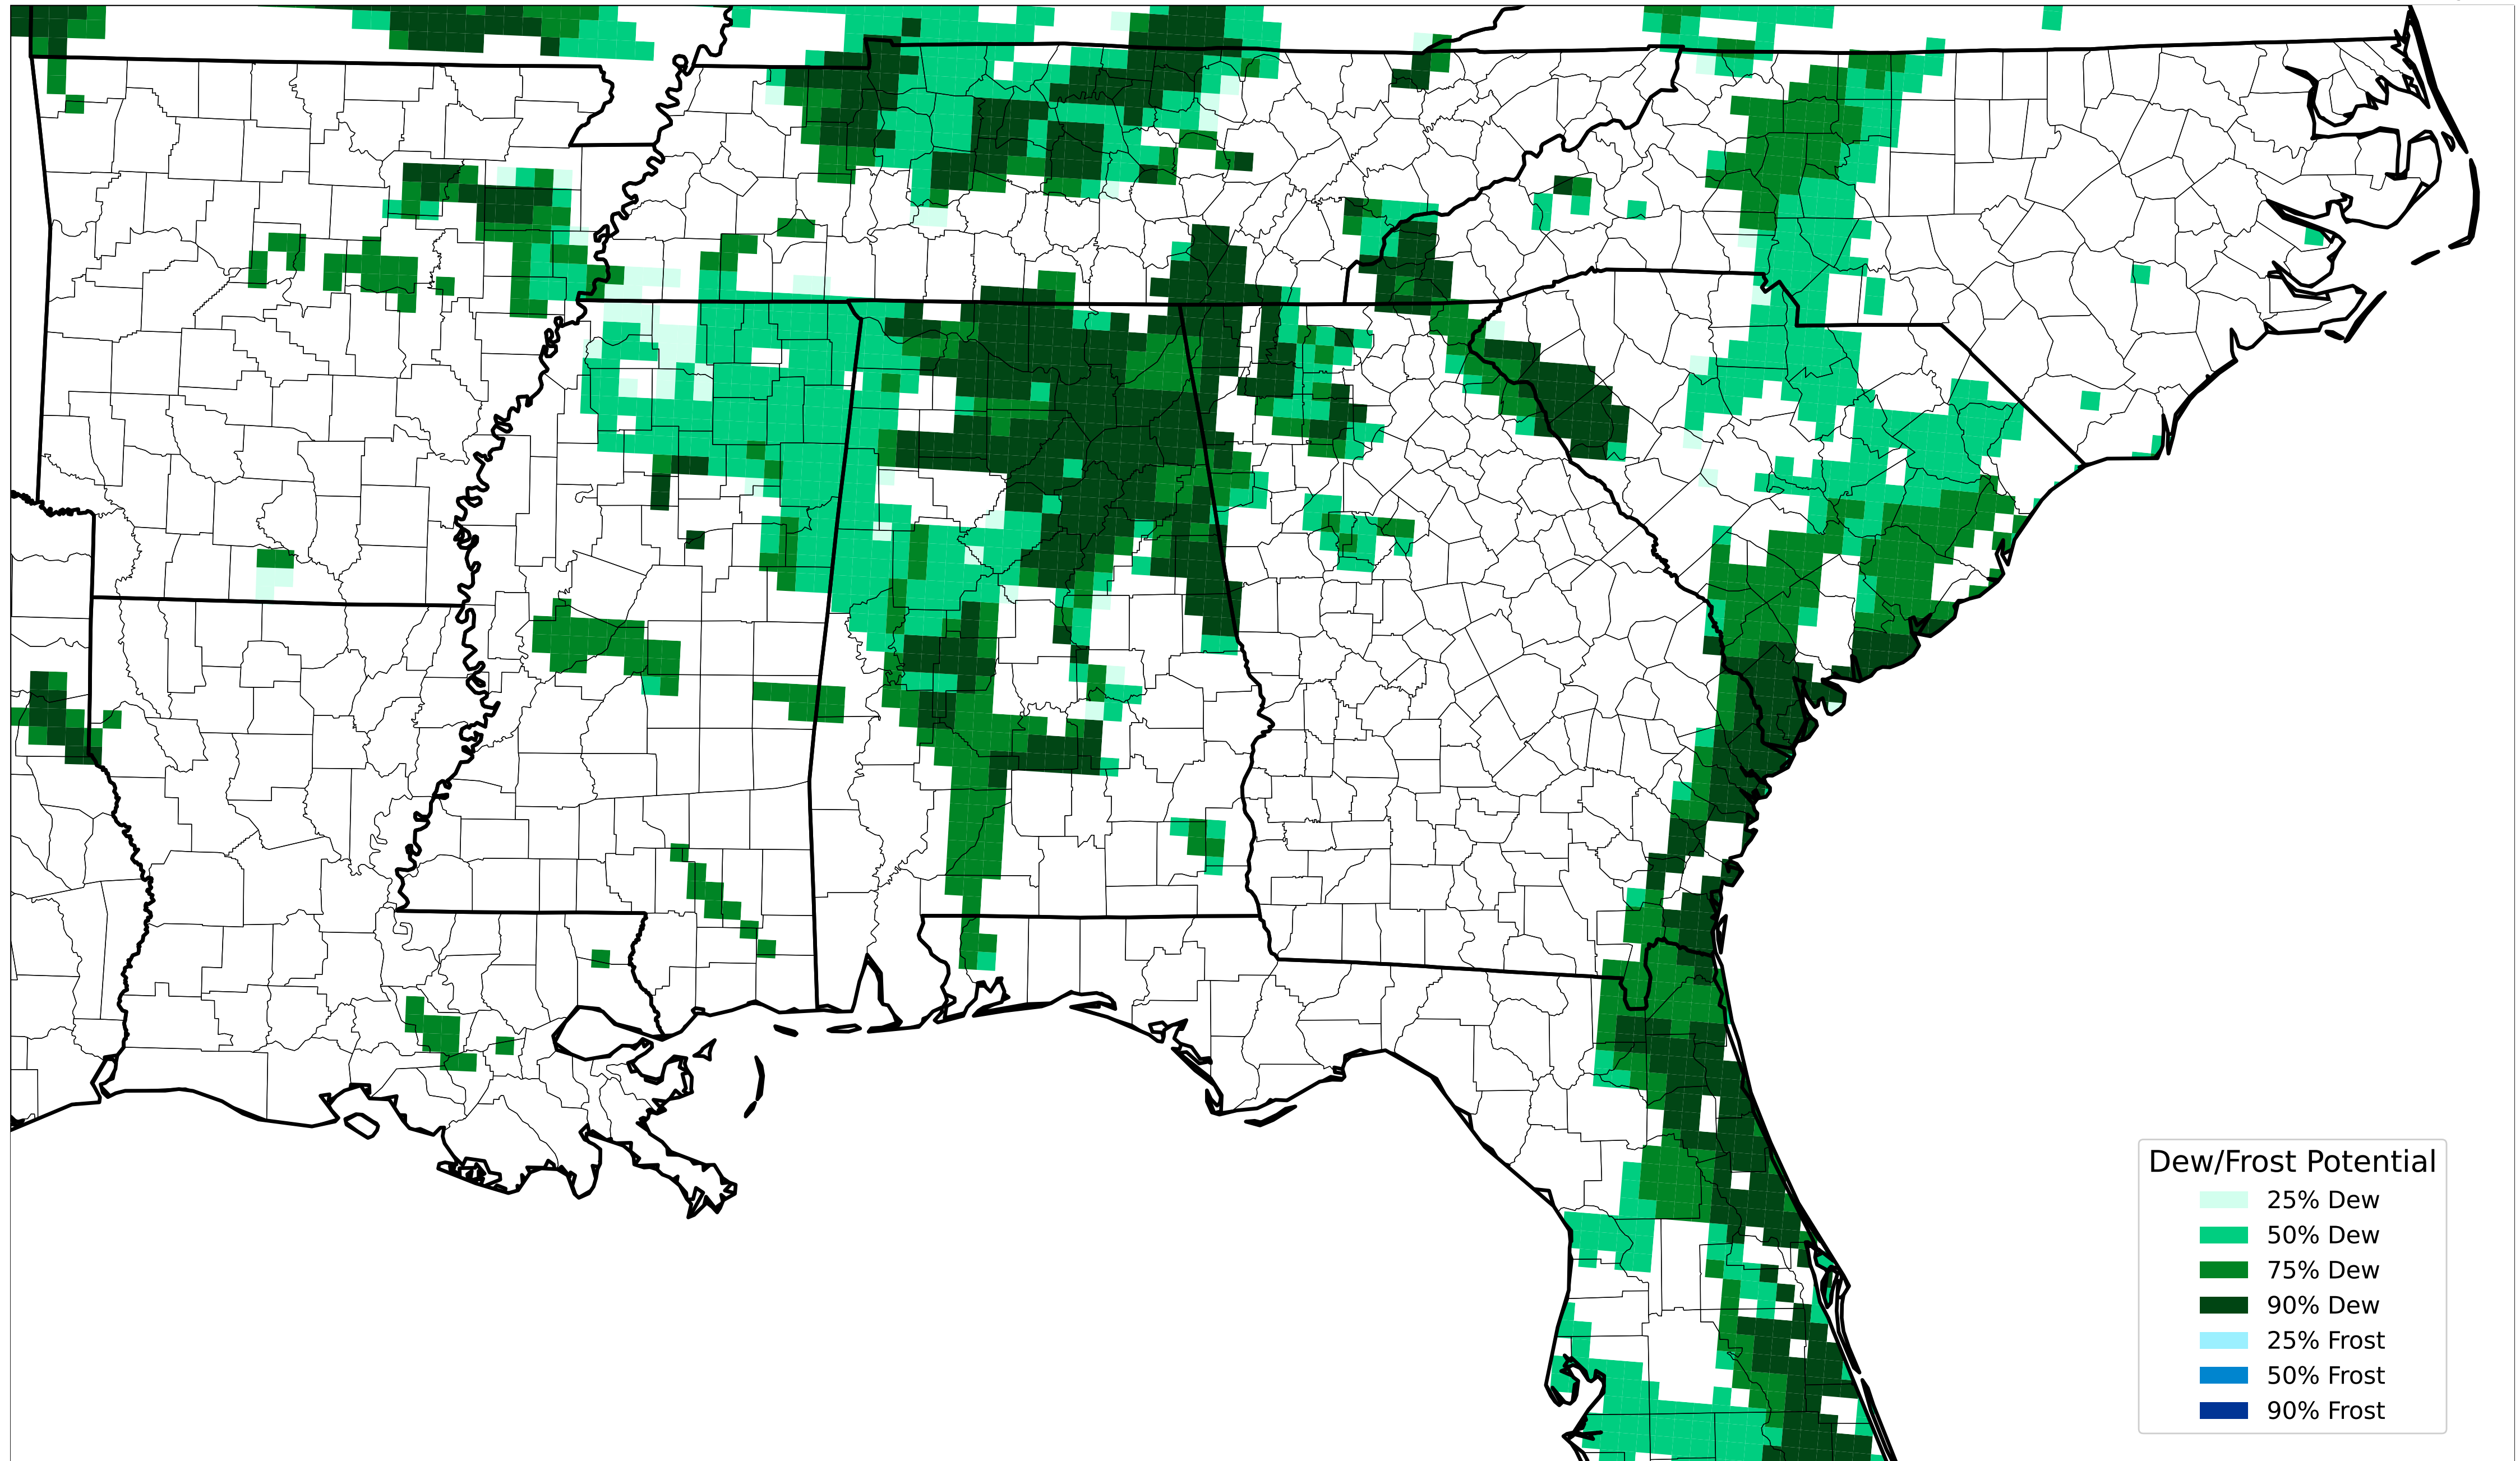 Dew/Frost Potential
25% Dew
50% Dew
75% Dew
90% Dew
25% Frost
50% Frost
90% Frost